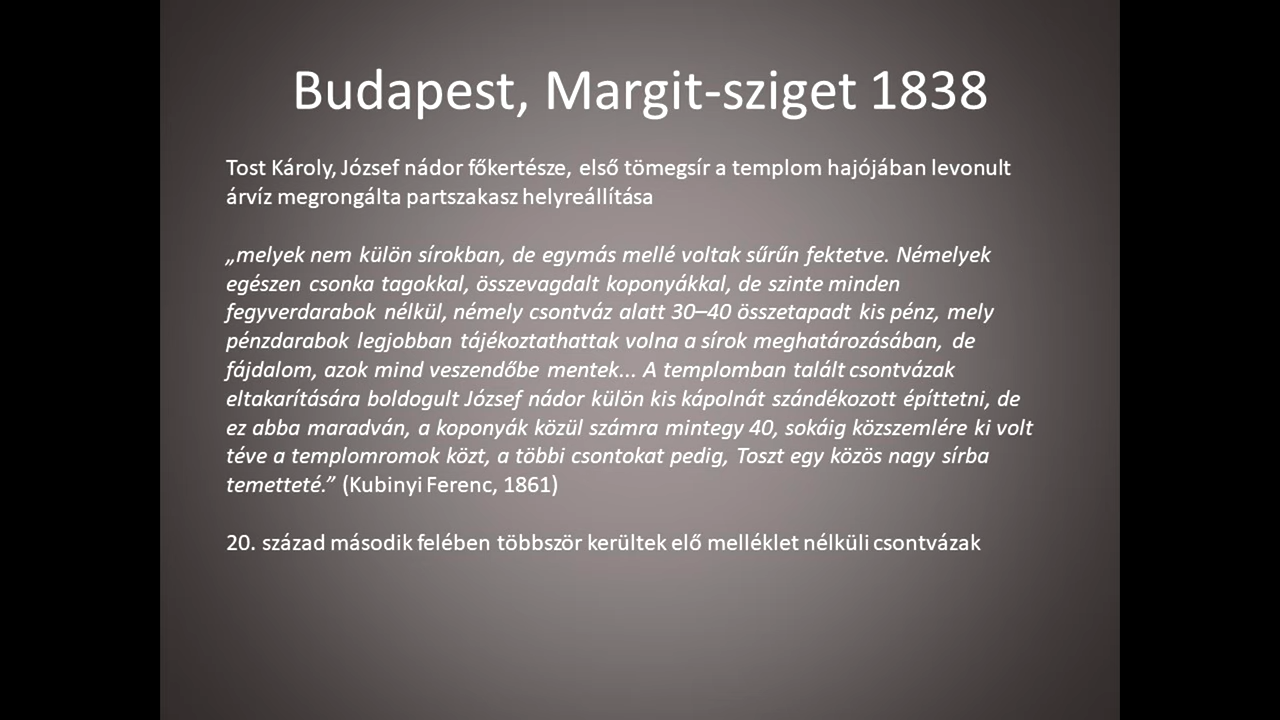 Budapest, Margit-sziget 1838
Tost Károly, József nádor főkertésze, első tömegsír a templom hajójában levonult
árvíz megrongálta partszakasz helyreállítása
„melyek nem külön sírokban, de egymás mellé voltak sűrűn fektetve. Némelyek
egészen csonka tagokkal, összevagdalt koponyákkal, de szinte minden
fegyverdarabok nélkül, némely csontváz alatt 30–40 összetapadt kis pénz, mely
pénzdarabok legjobban tájékoztathattak volna a sírok meghatározásában, de
fájdalom, azok mind veszendőbe mentek... A templomban talált csontvázak
eltakarítására boldogult József nádor külön kis kápolnát szándékozott építtetni, de
ez abba maradván, a koponyák közül számra mintegy 40, sokáig közszemlére ki volt
téve a templomromok közt, a többi csontokat pedig, Toszt egy közös nagy sírba
temetteté.” (Kubinyi Ferenc, 1861)
20. század második felében többször kerültek elő melléklet nélküli csontvázak